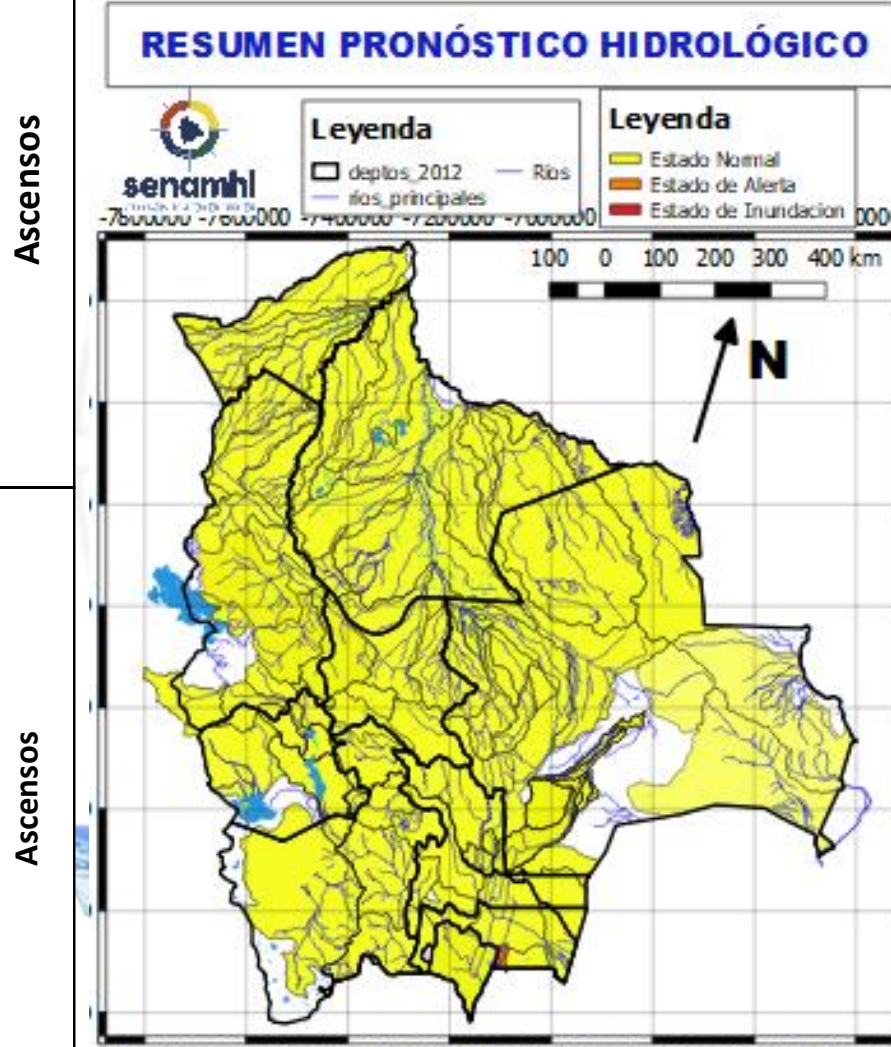 RESUMEN PRONÓSTICO HIDROLÓGICO
Ascensos
senamhi
Leyenda
deptos_2012
Rios
rios_principales
Leyenda
Estado Normal
Estado de Alerta
Estado de Inundacion
-7600000 -7400000 -7200000 -7000000
100 0 100 200 300 400 km
N
Ascensos